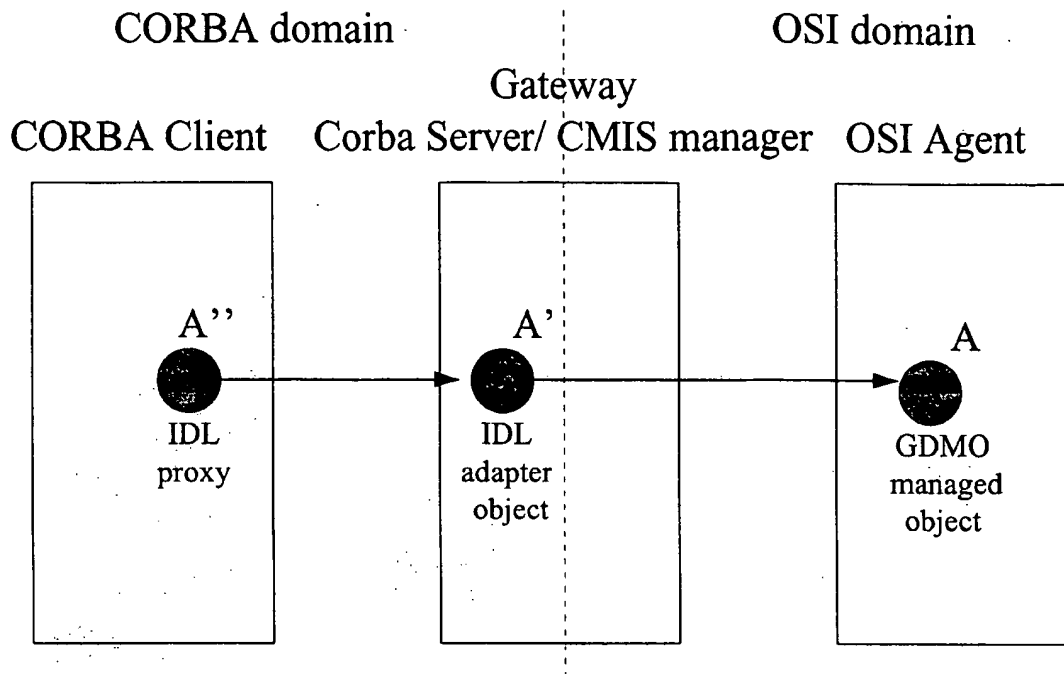 CORBA domain
OSI domain
Gateway
CORBA Client
Corba Server/ CMIS manager
OSI Agent
A''
IDL
proxy
A'
IDL
adapter
object
A
GDMO
managed
object